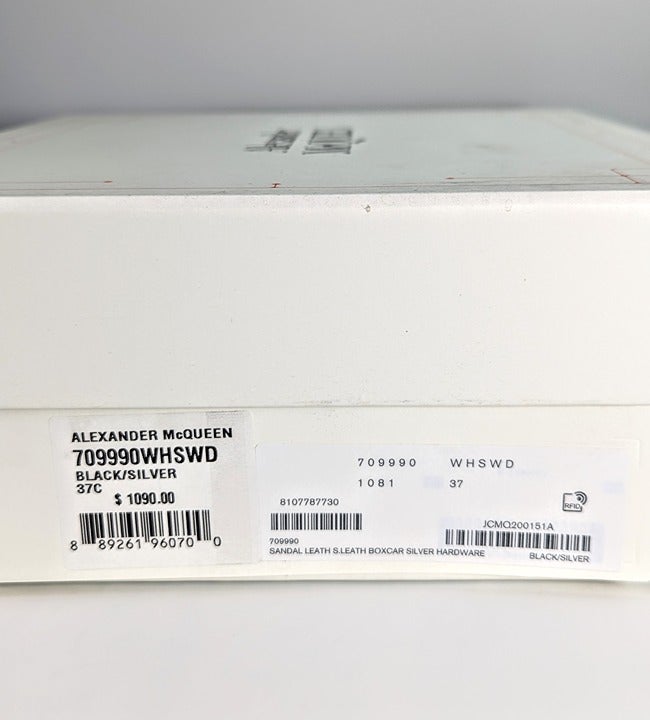 ALEXANDER McQUEEN
709990WHSWD
BLACK/SILVER
37C
$ 1090.00
8 89261 96070 0
709990 WHSWD
1081 37
8107787730
RFID
JCMQ200151A
709990
SANDAL LEATH S.LEATH BOXCAR SILVER HARDWARE
BLACK/SILVER